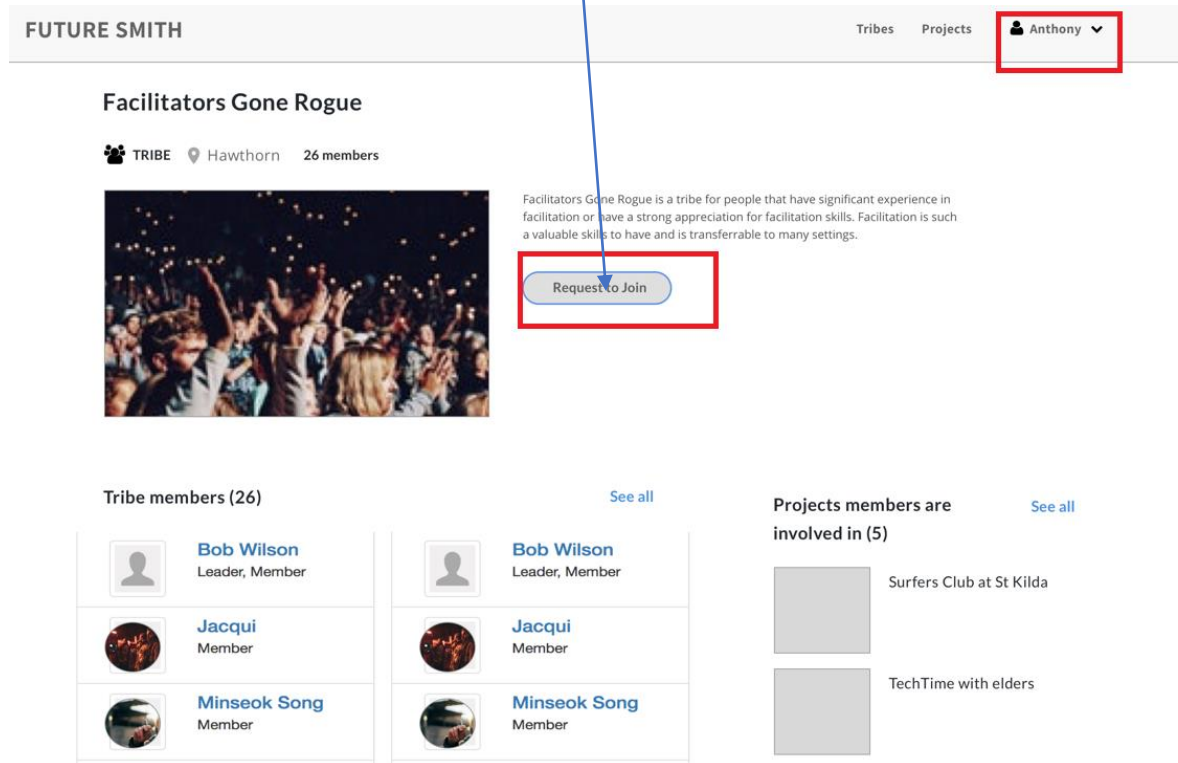 FUTURE SMITH
Tribes Projects Anthony
Facilitators Gone Rogue
TRIBE Hawthorn 26 members
Facilitators Gone Rogue is a tribe for people that have significant experience in
facilitation or have a strong appreciation for facilitation skills. Facilitation is such
a valuable skills to have and is transferrable to many settings.
Request to Join
Tribe members (26) See all
Bob Wilson
Leader, Member
Jacqui
Member
Minseok Song
Member
Bob Wilson
Leader, Member
Jacqui
Member
Minseok Song
Member
Projects members are See all
involved in (5)
Surfers Club at St Kilda
TechTime with elders